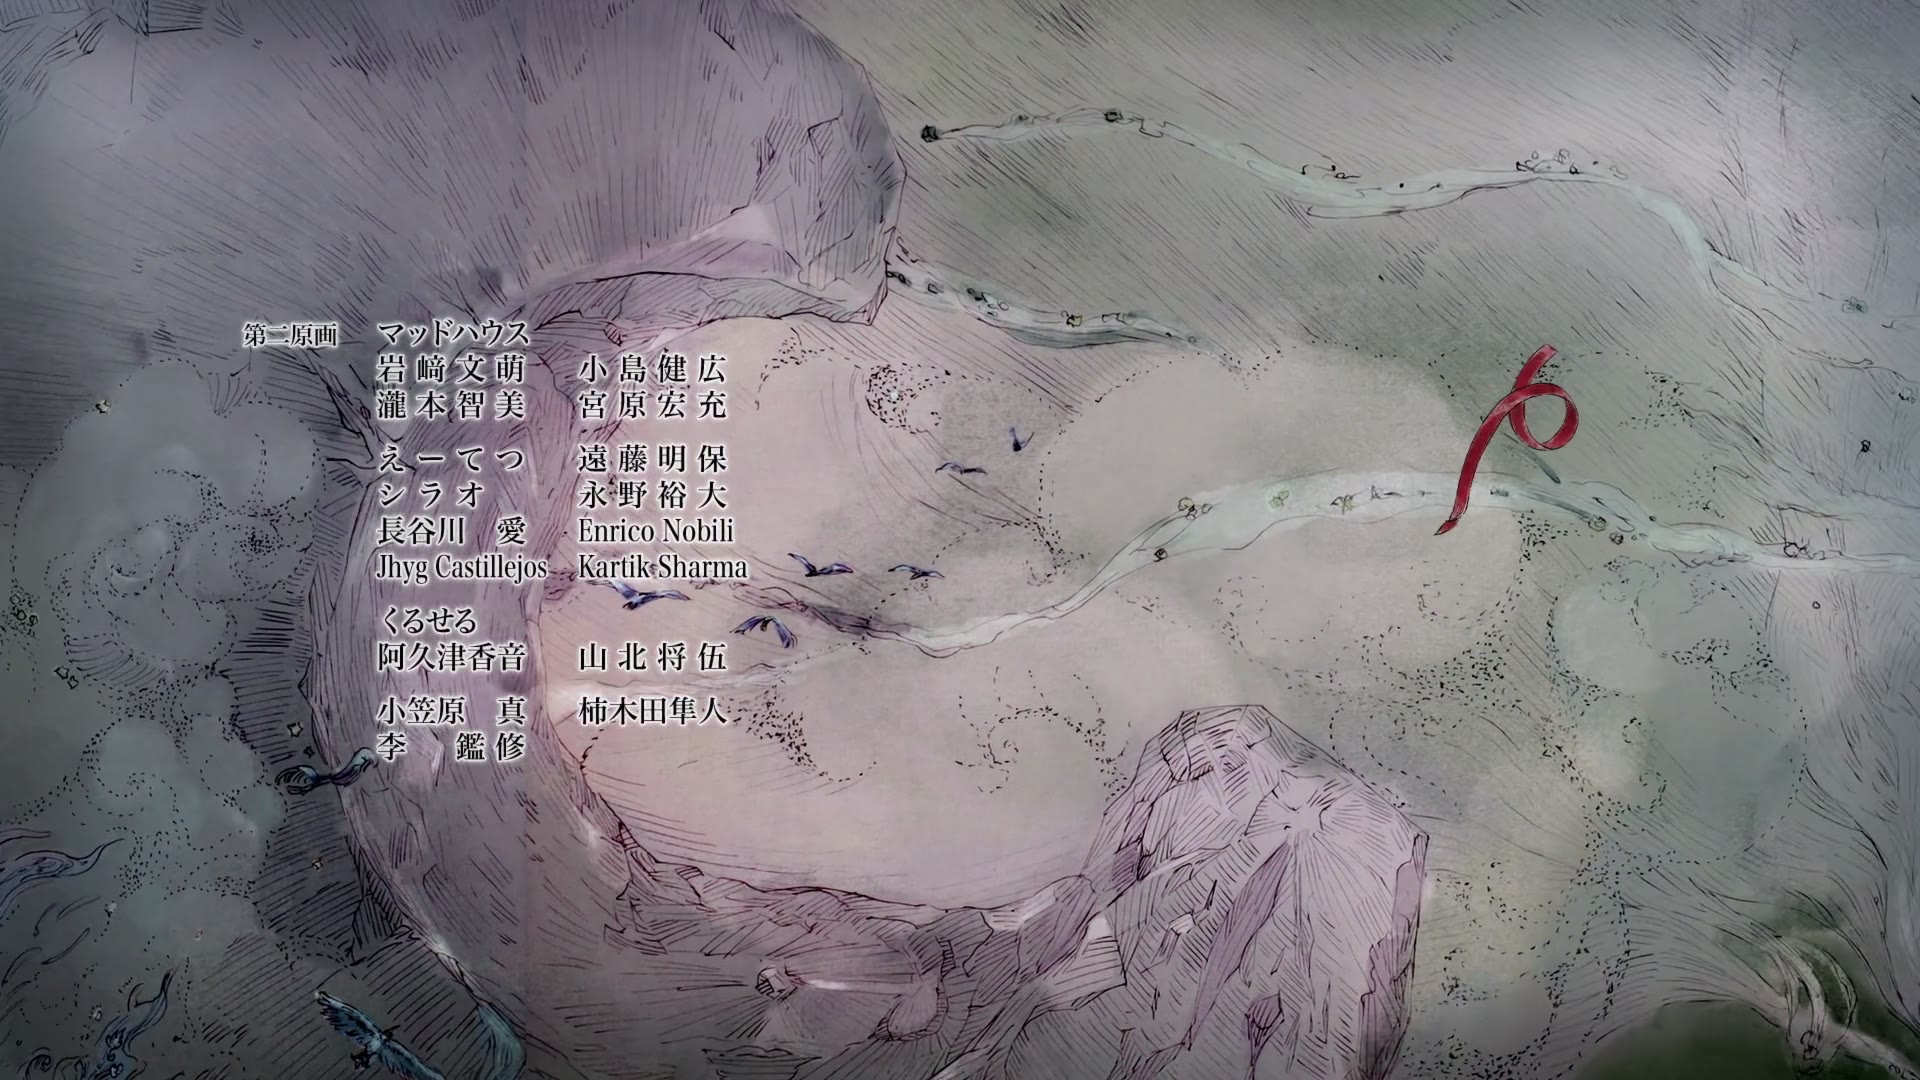 第二原画 マッドハウス
岩﨑文萌 小島健広
瀧本智美 宮原宏充
えーてつ 遠藤明保
シラオ 永野裕大
長谷川 愛 Enrico Nobili
Jhyg Castillejos Kartik Sharma
くるせる
阿久津香音 山北将伍
小笠原 真 柿木田隼人
李 鑑修